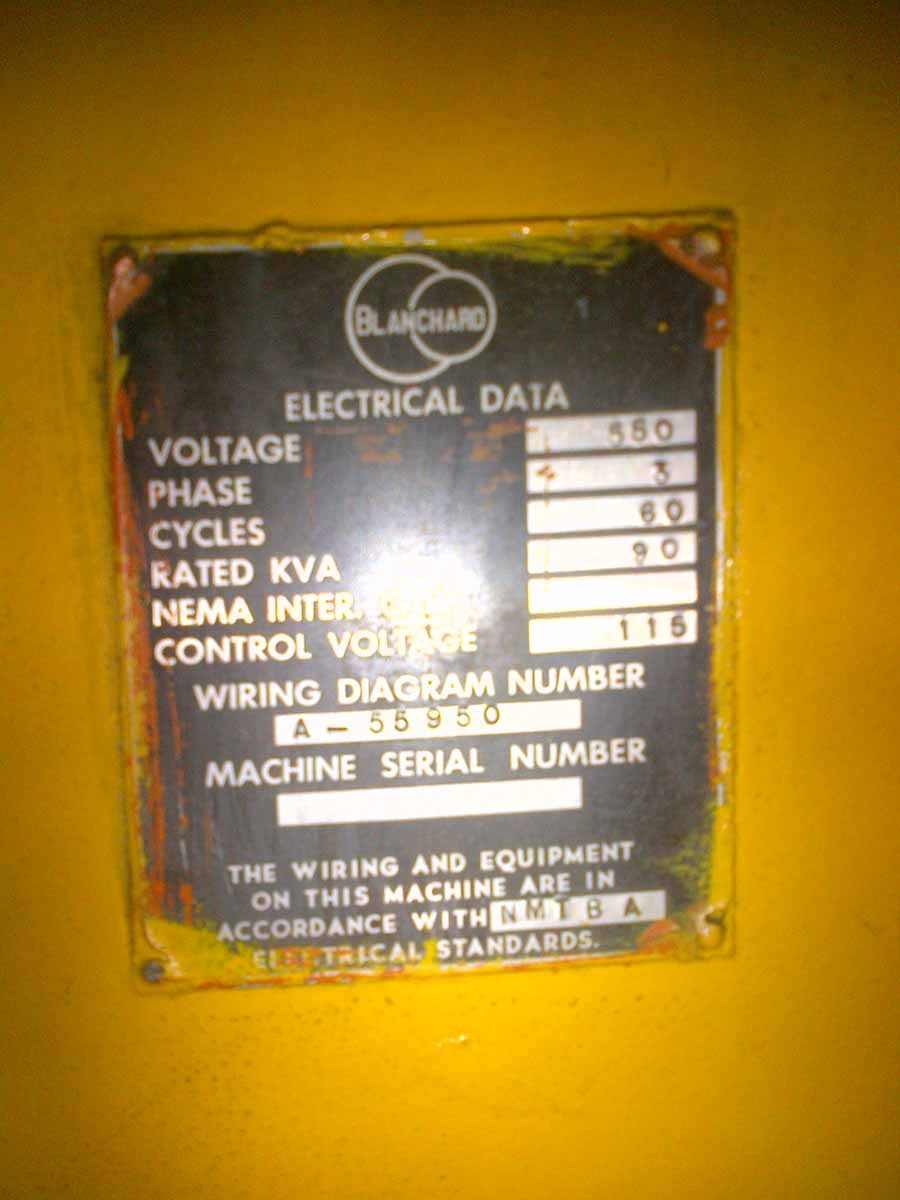 BLANCHARD
ELECTRICAL DATA
VOLTAGE 550
PHASE 3
CYCLES 60
RATED KVA 90
NEMA INTER.
CONTROL VOLTAGE 115
WIRING DIAGRAM NUMBER
A - 55950
MACHINE SERIAL NUMBER
THE WIRING AND EQUIPMENT
ON THIS MACHINE ARE IN
ACCORDANCE WITH NMTBA
ELECTRICAL STANDARDS.